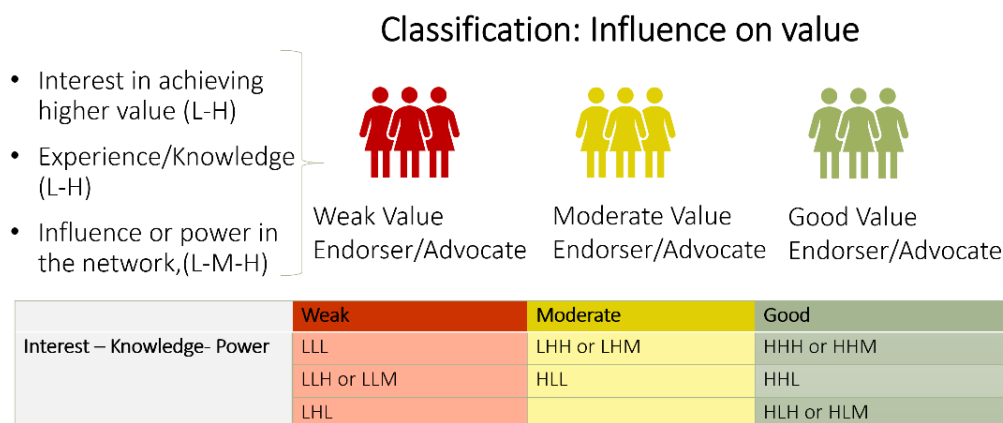 Classification: Influence on value
• Interest in achieving
higher value (L-H)
• Experience/Knowledge
(L-H)
• Influence or power in
the network,(L-M-H)
Weak Value
Endorser/Advocate
Moderate Value
Endorser/Advocate
Good Value
Endorser/Advocate
Weak Moderate Good
Interest – Knowledge- Power LLL LHH or LHM HHH or HHM
LLH or LLM HLL HHL
LHL HLH or HLM